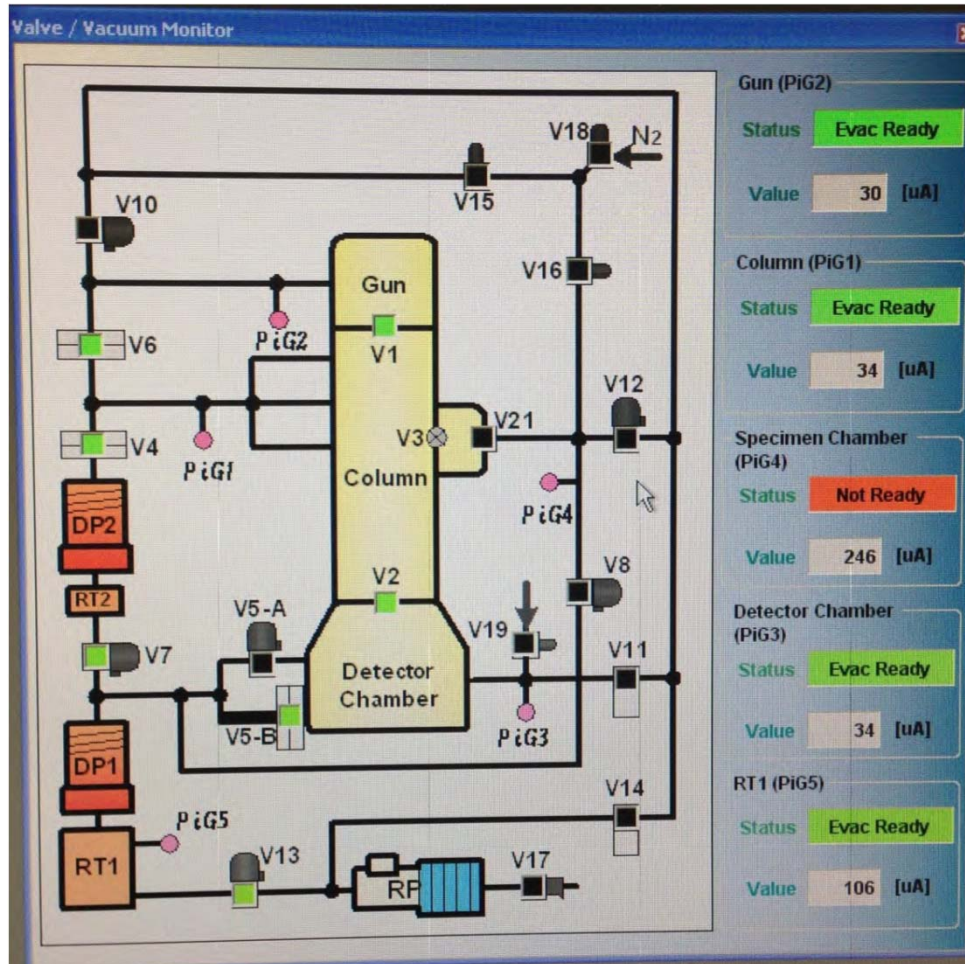 Valve / Vacuum Monitor
Gun (PiG2)
Status Evac Ready
Value 30 [uA]
Column (PiG1)
Status Evac Ready
Value 34 [uA]
Specimen Chamber
(PiG4)
Status Not Ready
Value 246 [uA]
Detector Chamber
(PiG3)
Status Evac Ready
Value 34 [uA]
RT1 (PiG5)
Status Evac Ready
Value 106 [uA]
V18 N2
V15
V10
V16
Gun
PiG2
V6
V1
V12
V21
V4
V3
PiG1
Column
PiG4
DP2
RT2
V2
V8
V5-A
V19
V7
V11
Detector
Chamber
V5-B
PiG3
DP1
V14
PiG5
RT1
V13
RP
V17